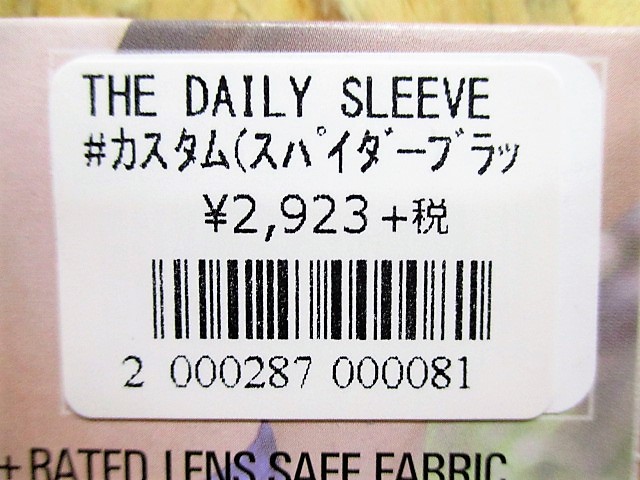 THE DAILY SLEEVE
#カスタム(スパイダーブラッ
¥2,923+税
2 000287 000081
+RATED LENS SAFE FABRIC